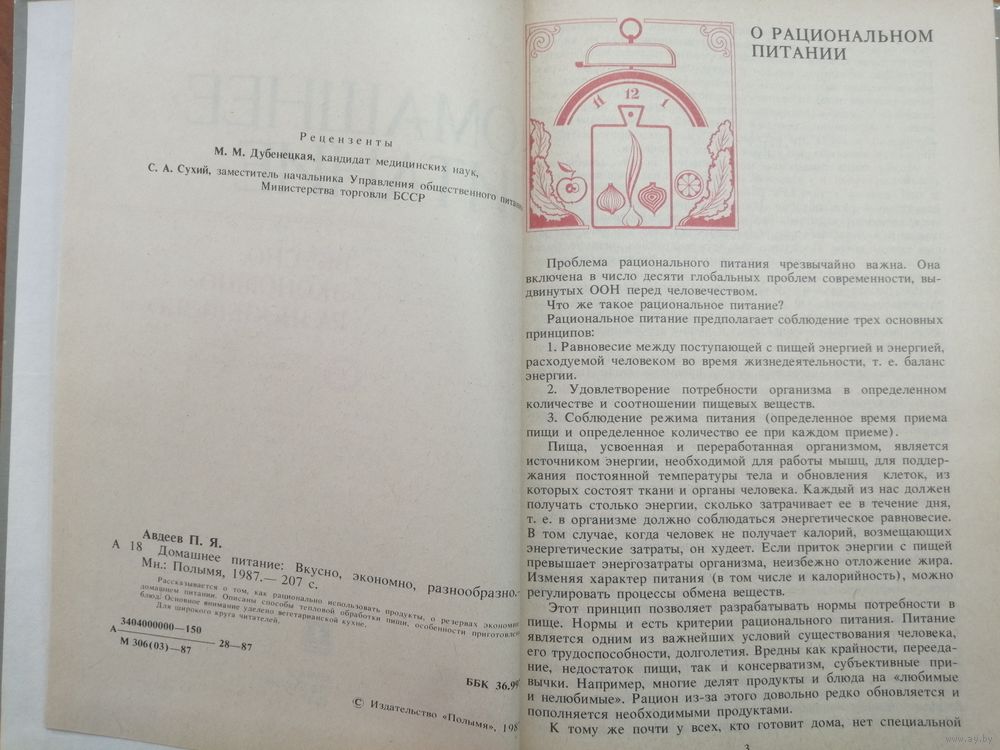 Рецензенты
М. М. Дубенецкая, кандидат медицинских наук,
С. А. Сухий, заместитель начальника Управления общественного
Министерства торговли БССР
Авдеев П. Я.
А 18 Домашнее питание: Вкусно, экономно, разнообразно.—
Мн.: Полымя, 1987.— 207 с.
Рассказывается о том, как рационально использовать продукты, о резервах
домашнем питании. Описаны способы тепловой обработки пищи, особенности
блюд. Основное внимание уделено вегетарианской кухне.
Для широкого круга читателей.
А 3404000000—150 28—87
М 306(03)—87
ББК 36.99
© Издательство «Полымя», 198
О РАЦИОНАЛЬНОМ
ПИТАНИИ
11 12 1
Проблема рационального питания чрезвычайно важна. Она
включена в число десяти глобальных проблем современности, вы-
двинутых ООН перед человечеством.
Что же такое рациональное питание?
Рациональное питание предполагает соблюдение трех основных
принципов:
1. Равновесие между поступающей с пищей энергией и энергией,
расходуемой человеком во время жизнедеятельности, т. е. баланс
энергии.
2. Удовлетворение потребности организма в определенном
количестве и соотношении пищевых веществ.
3. Соблюдение режима питания (определенное время приема
пищи и определенное количество ее при каждом приеме).
Пища, усвоенная и переработанная организмом, является
источником энергии, необходимой для работы мышц, для поддер-
жания постоянной температуры тела и обновления клеток, из
которых состоят ткани и органы человека. Каждый из нас должен
получать столько энергии, сколько затрачивает ее в течение дня,
т. е. в организме должно соблюдаться энергетическое равновесие.
В том случае, когда человек не получает калорий, возмещающих
энергетические затраты, он худеет. Если приток энергии с пищей
превышает энергозатраты организма, неизбежно отложение жира.
Изменяя характер питания (в том числе и калорийность), можно
регулировать процессы обмена веществ.
Этот принцип позволяет разрабатывать нормы потребности в
пище. Нормы и есть критерии рационального питания. Питание
является одним из важнейших условий существования человека,
его трудоспособности, долголетия. Вредны как крайности, переeда-
ние, недостаток пищи, так и консерватизм, субъективные при-
вычки. Например, многие делят продукты и блюда на «любимые
и нелюбимые». Рацион из-за этого довольно редко обновляется и
пополняется необходимыми продуктами.
К тому же почти у всех, кто готовит дома, нет специальной
3
www.ay.by